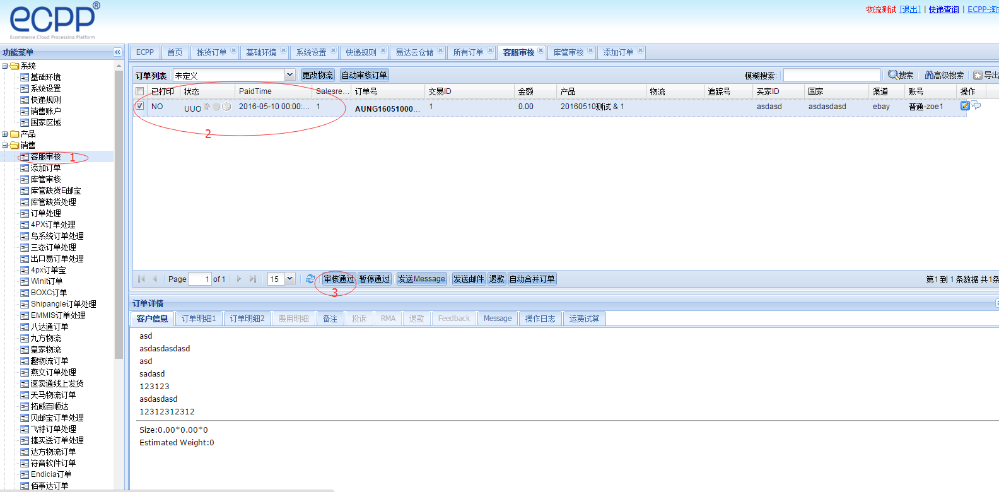 ecpp®
Ecommerce Cloud Processing Platform
物流测试 [退出] | 快递查询 | ECPP-淘宝
功能菜单
系统
基础环境
系统设置
快递规则
销售账户
国家区域
产品
销售
客服审核 1
添加订单
库管审核
库管缺货E邮宝
库管缺货处理
订单处理
4PX订单处理
鸟系统订单处理
三态订单处理
出口易订单处理
4px订单宝
Winit订单
BOXC订单
Shipangle订单处理
EMMIS订单处理
八达通订单
九方物流
皇家物流
趣物流订单
燕文订单处理
速卖通线上发货
天马物流订单
拓威百顺达
贝邮宝订单处理
飞特订单处理
捷买送订单处理
达方物流订单
符音软件订单
Endicia订单
佰事达订单
ECPP 首页 拣货订单 基础环境 系统设置 快递规则 易达云仓储 所有订单 客服审核 库管审核 添加订单
订单列表 未定义 更改物流 自动审核订单 模糊搜索: 搜索 高级搜索 导出
已打印 状态 PaidTime Salesre... 订单号 交易ID 金额 产品 物流 追踪号 买家ID 国家 渠道 账号 操作
NO UUO 2016-05-10 00:00:... 1 AUNG16051000... 1 0.00 20160510测试 & 1 asdasd asdasdasd ebay 普通-zoe1
2
Page 1 of 1 15 审核通过 暂停通过 发送Message 发送邮件 退款 自动合并订单 第1 到 1 条数据 共1条
3
订单详情
客户信息 订单明细1 订单明细2 费用明细 备注 投诉 RMA 退款 Feedback Message 操作日志 运费试算
asd
asdasdasdasd
asd
sadasd
123123
asdasdasd
12312312312
Size:0.00*0.00*0
Estimated Weight:0